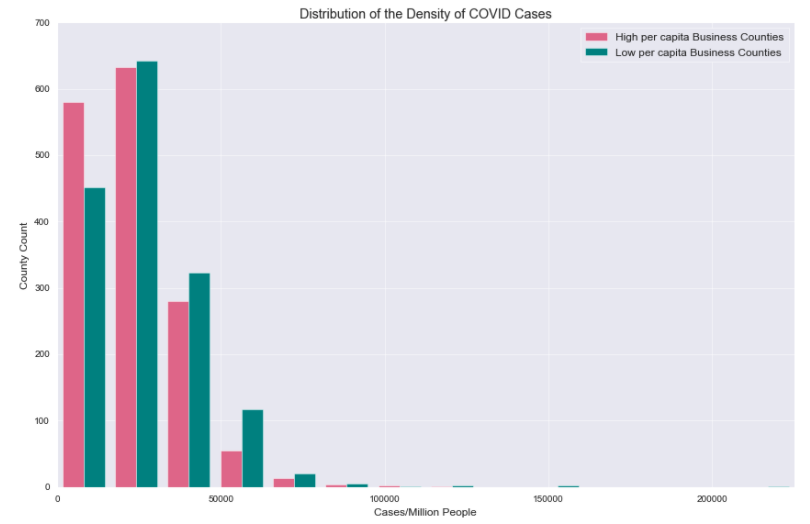 Distribution of the Density of COVID Cases
High per capita Business Counties
Low per capita Business Counties
700
600
500
400
300
200
100
0
County Count
0 50000 100000 150000 200000
Cases/Million People